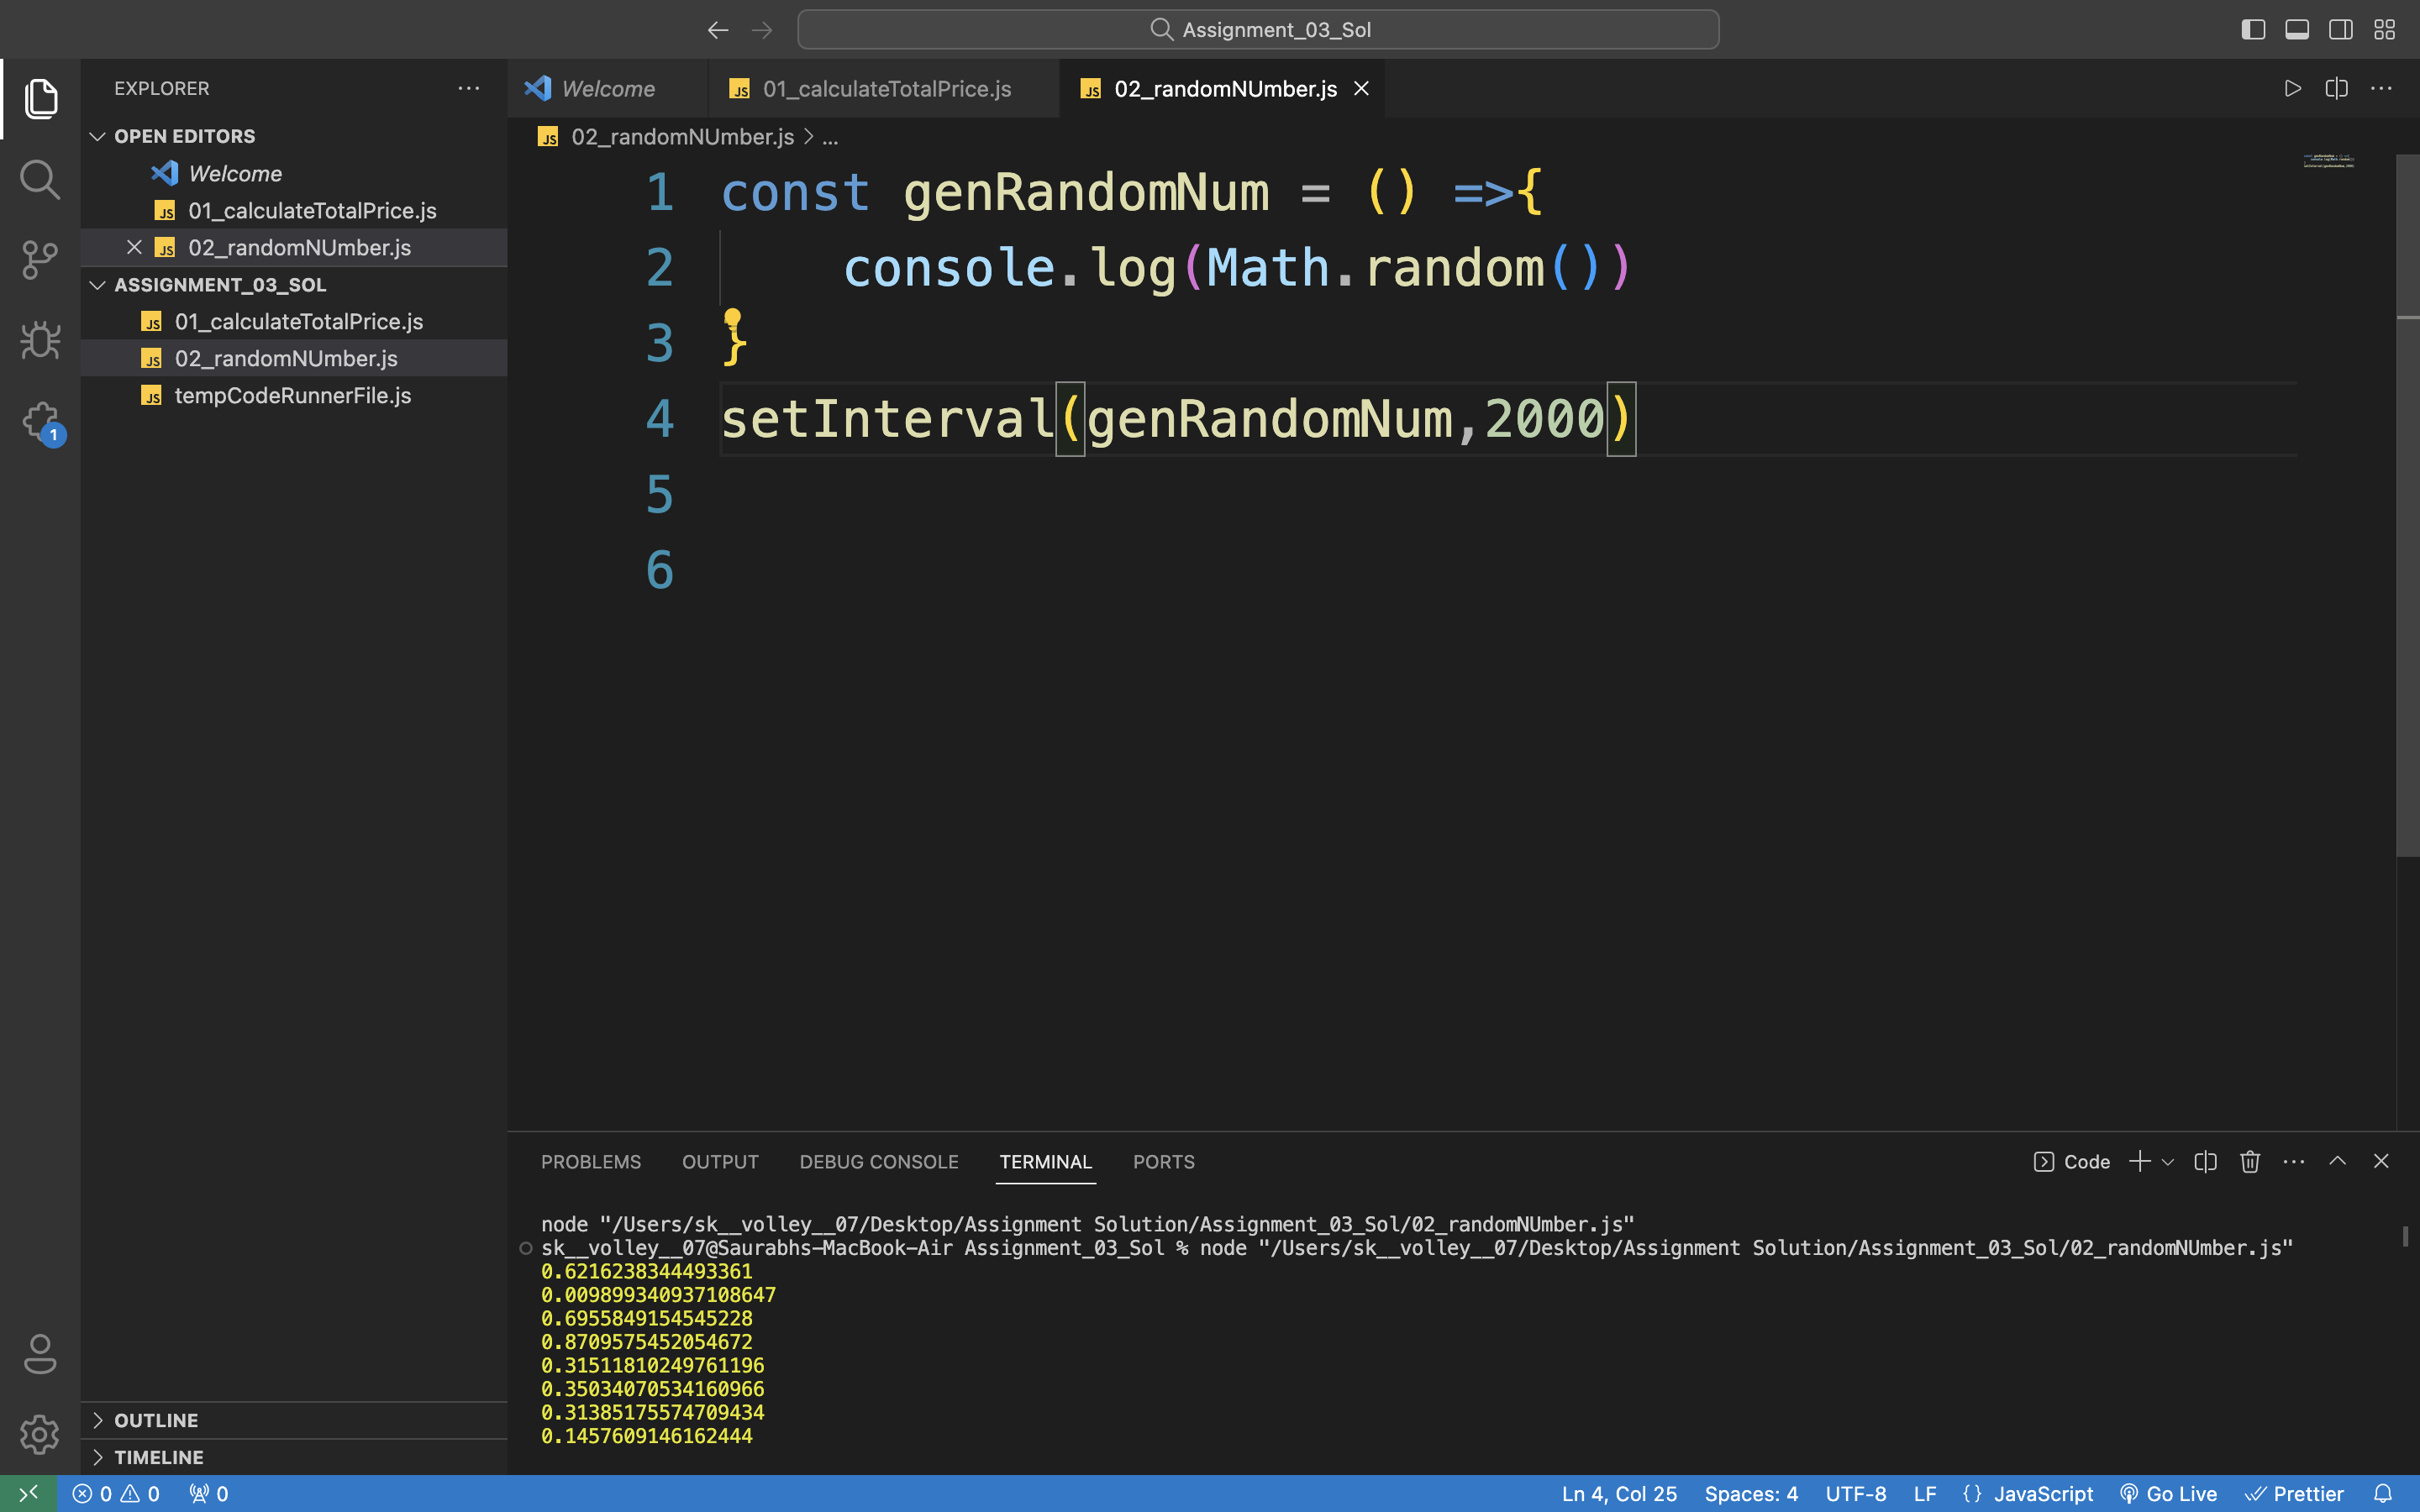 Assignment_03_Sol
EXPLORER
Welcome
01_calculateTotalPrice.js
02_randomNUmber.js
OPEN EDITORS
Welcome
01_calculateTotalPrice.js
02_randomNUmber.js
ASSIGNMENT_03_SOL
01_calculateTotalPrice.js
02_randomNUmber.js
tempCodeRunnerFile.js
1
OUTLINE
TIMELINE
02_randomNUmber.js > ...
1 const genRandomNum = () =>{
2     console.log(Math.random())
3 }
4 setInterval(genRandomNum,2000)
5
6
PROBLEMS OUTPUT DEBUG CONSOLE TERMINAL PORTS
Code
node "/Users/sk__volley__07/Desktop/Assignment Solution/Assignment_03_Sol/02_randomNUmber.js"
sk__volley__07@Saurabhs-MacBook-Air Assignment_03_Sol % node "/Users/sk__volley__07/Desktop/Assignment Solution/Assignment_03_Sol/02_randomNUmber.js"
0.6216238344493361
0.009899340937108647
0.6955849154545228
0.8709575452054672
0.31511810249761196
0.35034070534160966
0.31385175574709434
0.1457609146162444
0 0 0 Ln 4, Col 25 Spaces: 4 UTF-8 LF {} JavaScript Go Live Prettier